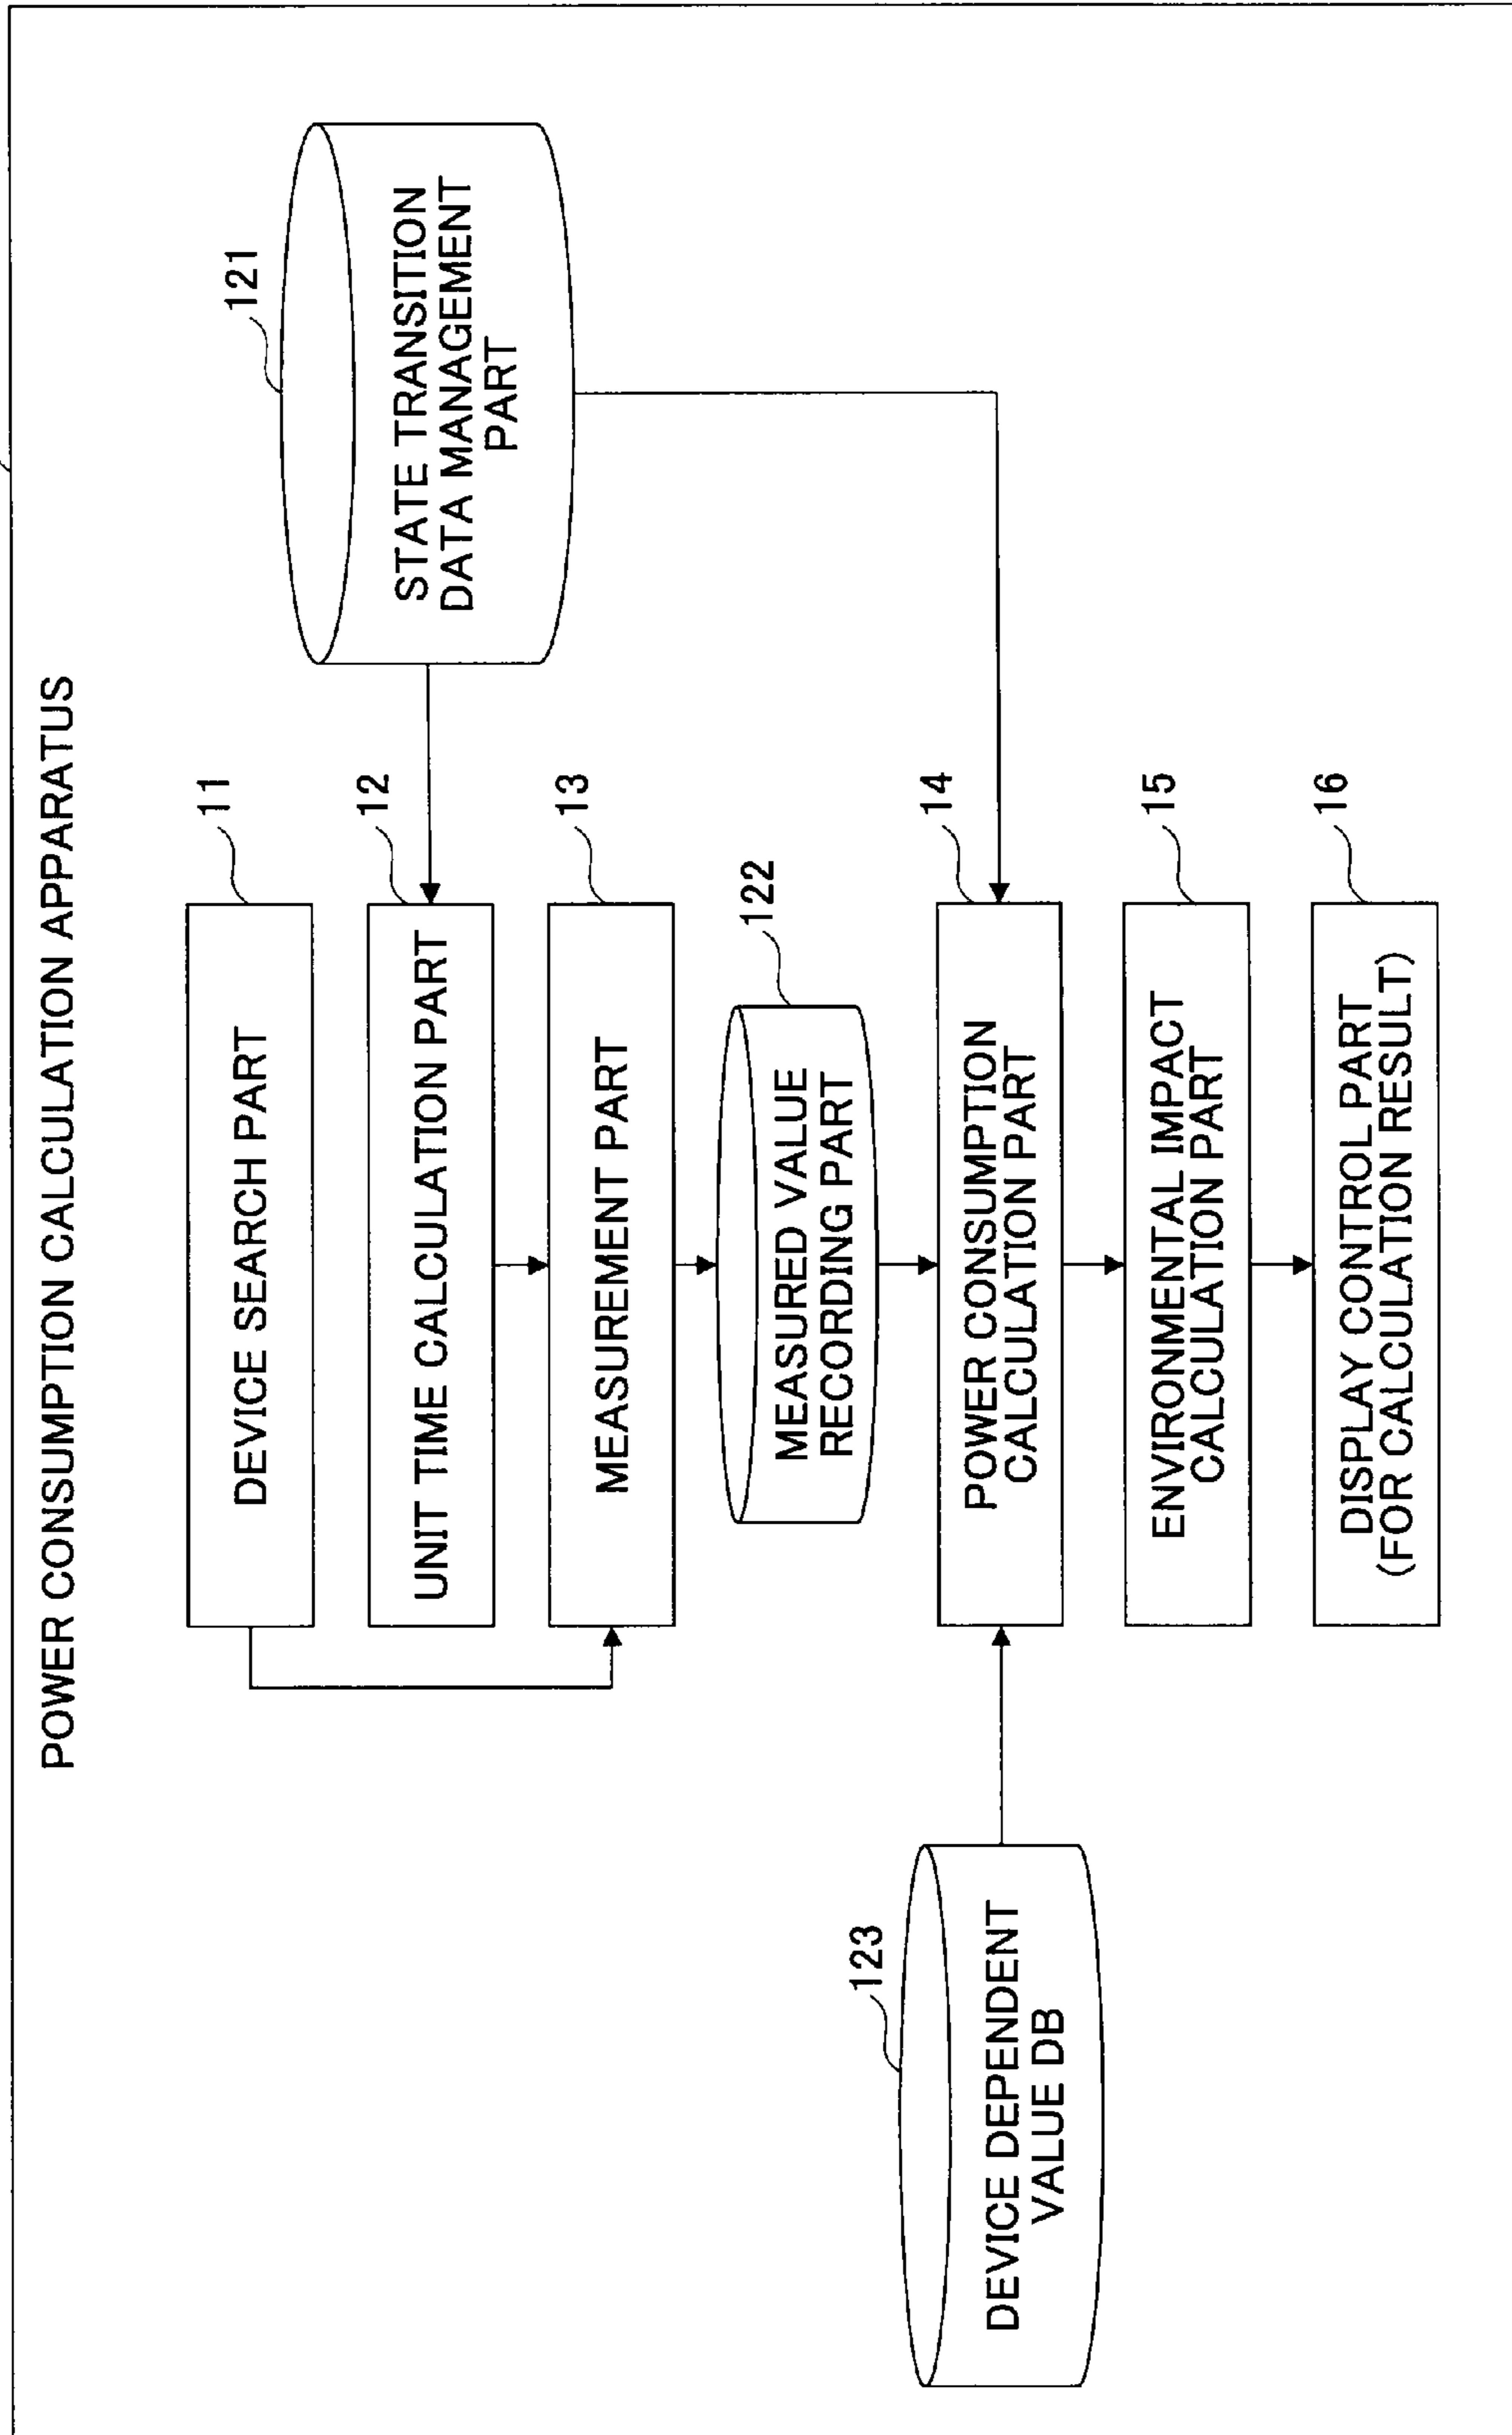 POWER CONSUMPTION CALCULATION APPARATUS
11
DEVICE SEARCH PART
12
UNIT TIME CALCULATION PART
121
STATE TRANSITION
DATA MANAGEMENT
PART
13
MEASUREMENT PART
122
MEASURED VALUE
RECORDING PART
123
DEVICE DEPENDENT
VALUE DB
14
POWER CONSUMPTION
CALCULATION PART
15
ENVIRONMENTAL IMPACT
CALCULATION PART
16
DISPLAY CONTROL PART
(FOR CALCULATION RESULT)